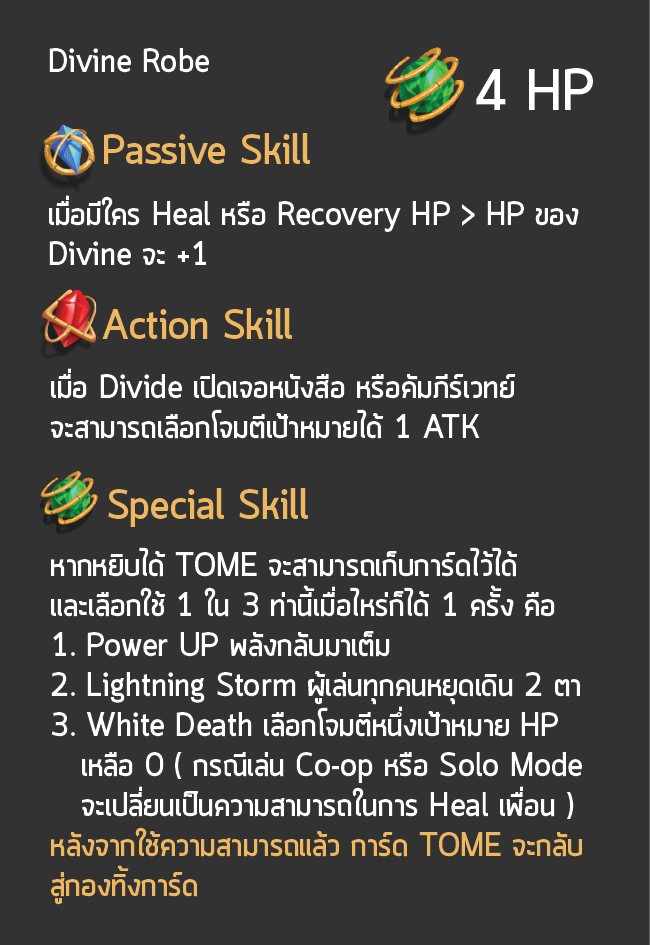 Divine Robe
4 HP
Passive Skill
เมื่อมีใคร Heal หรือ Recovery HP > HP ของ
Divine จะ +1
Action Skill
เมื่อ Divide เปิดเจอหนังสือ หรือคัมภีร์เวทย์
จะสามารถเลือกโจมตีเป้าหมายได้ 1 ATK
Special Skill
หากหยิบได้ TOME จะสามารถเก็บการ์ดไว้ได้
และเลือกใช้ 1 ใน 3 ท่านี้เมื่อไหร่ก็ได้ 1 ครั้ง คือ
1. Power UP พลังกลับมาเต็ม
2. Lightning Storm ผู้เล่นทุกคนหยุดเดิน 2 ตา
3. White Death เลือกโจมตีหนึ่งเป้าหมาย HP
เหลือ 0 ( กรณีเล่น Co-op หรือ Solo Mode
จะเปลี่ยนเป็นความสามารถในการ Heal เพื่อน )
หลังจากใช้ความสามารถแล้ว การ์ด TOME จะกลับ
สู่กองทิ้งการ์ด